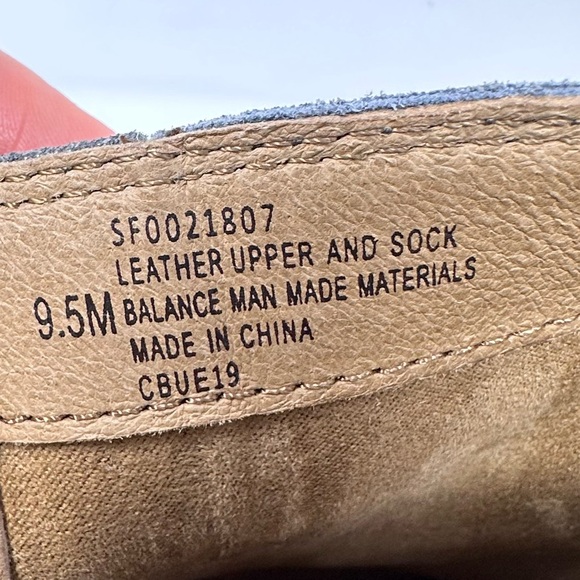 SF0021807
LEATHER UPPER AND SOCK
9.5M BALANCE MAN MADE MATERIALS
MADE IN CHINA
CBUE19